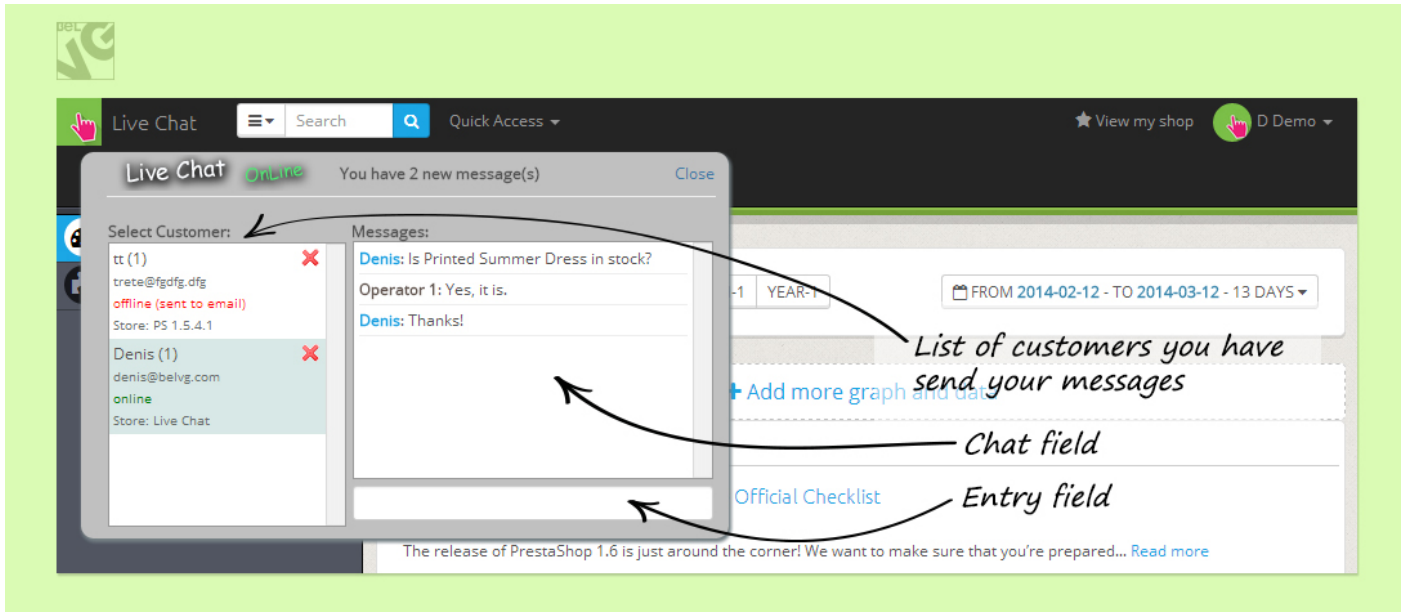 BeL
VG
Live Chat
Search
Quick Access
View my shop
D Demo
Live Chat OnLine
You have 2 new message(s)
Close
Select Customer:
Messages:
tt (1)
trete@fgdfg.dfg
offline (sent to email)
Store: PS 1.5.4.1
Denis (1)
denis@belvg.com
online
Store: Live Chat
Denis: Is Printed Summer Dress in stock?
Operator 1: Yes, it is.
Denis: Thanks!
-1
YEAR-1
FROM 2014-02-12 - TO 2014-03-12 - 13 DAYS
List of customers you have
send your messages
+ Add more graph and data
Chat field
Official Checklist
Entry field
The release of PrestaShop 1.6 is just around the corner! We want to make sure that you’re prepared... Read more